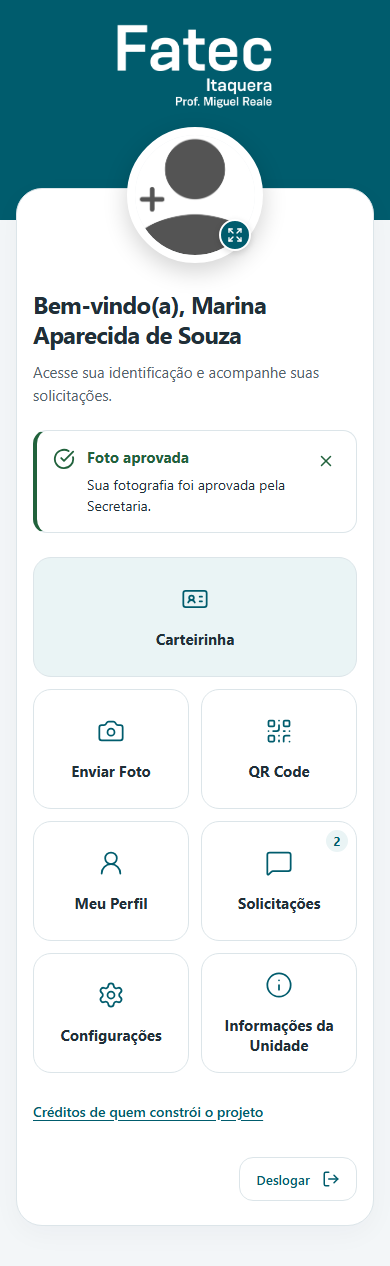 Fatec
Itaquera
Prof. Miguel Reale
Bem-vindo(a), Marina
Aparecida de Souza
Acesse sua identificação e acompanhe suas
solicitações.
Foto aprovada
Sua fotografia foi aprovada pela
Secretaria.
Carteirinha
Enviar Foto
QR Code
Meu Perfil
2
Solicitações
Configurações
Informações da
Unidade
Créditos de quem constrói o projeto
Deslogar